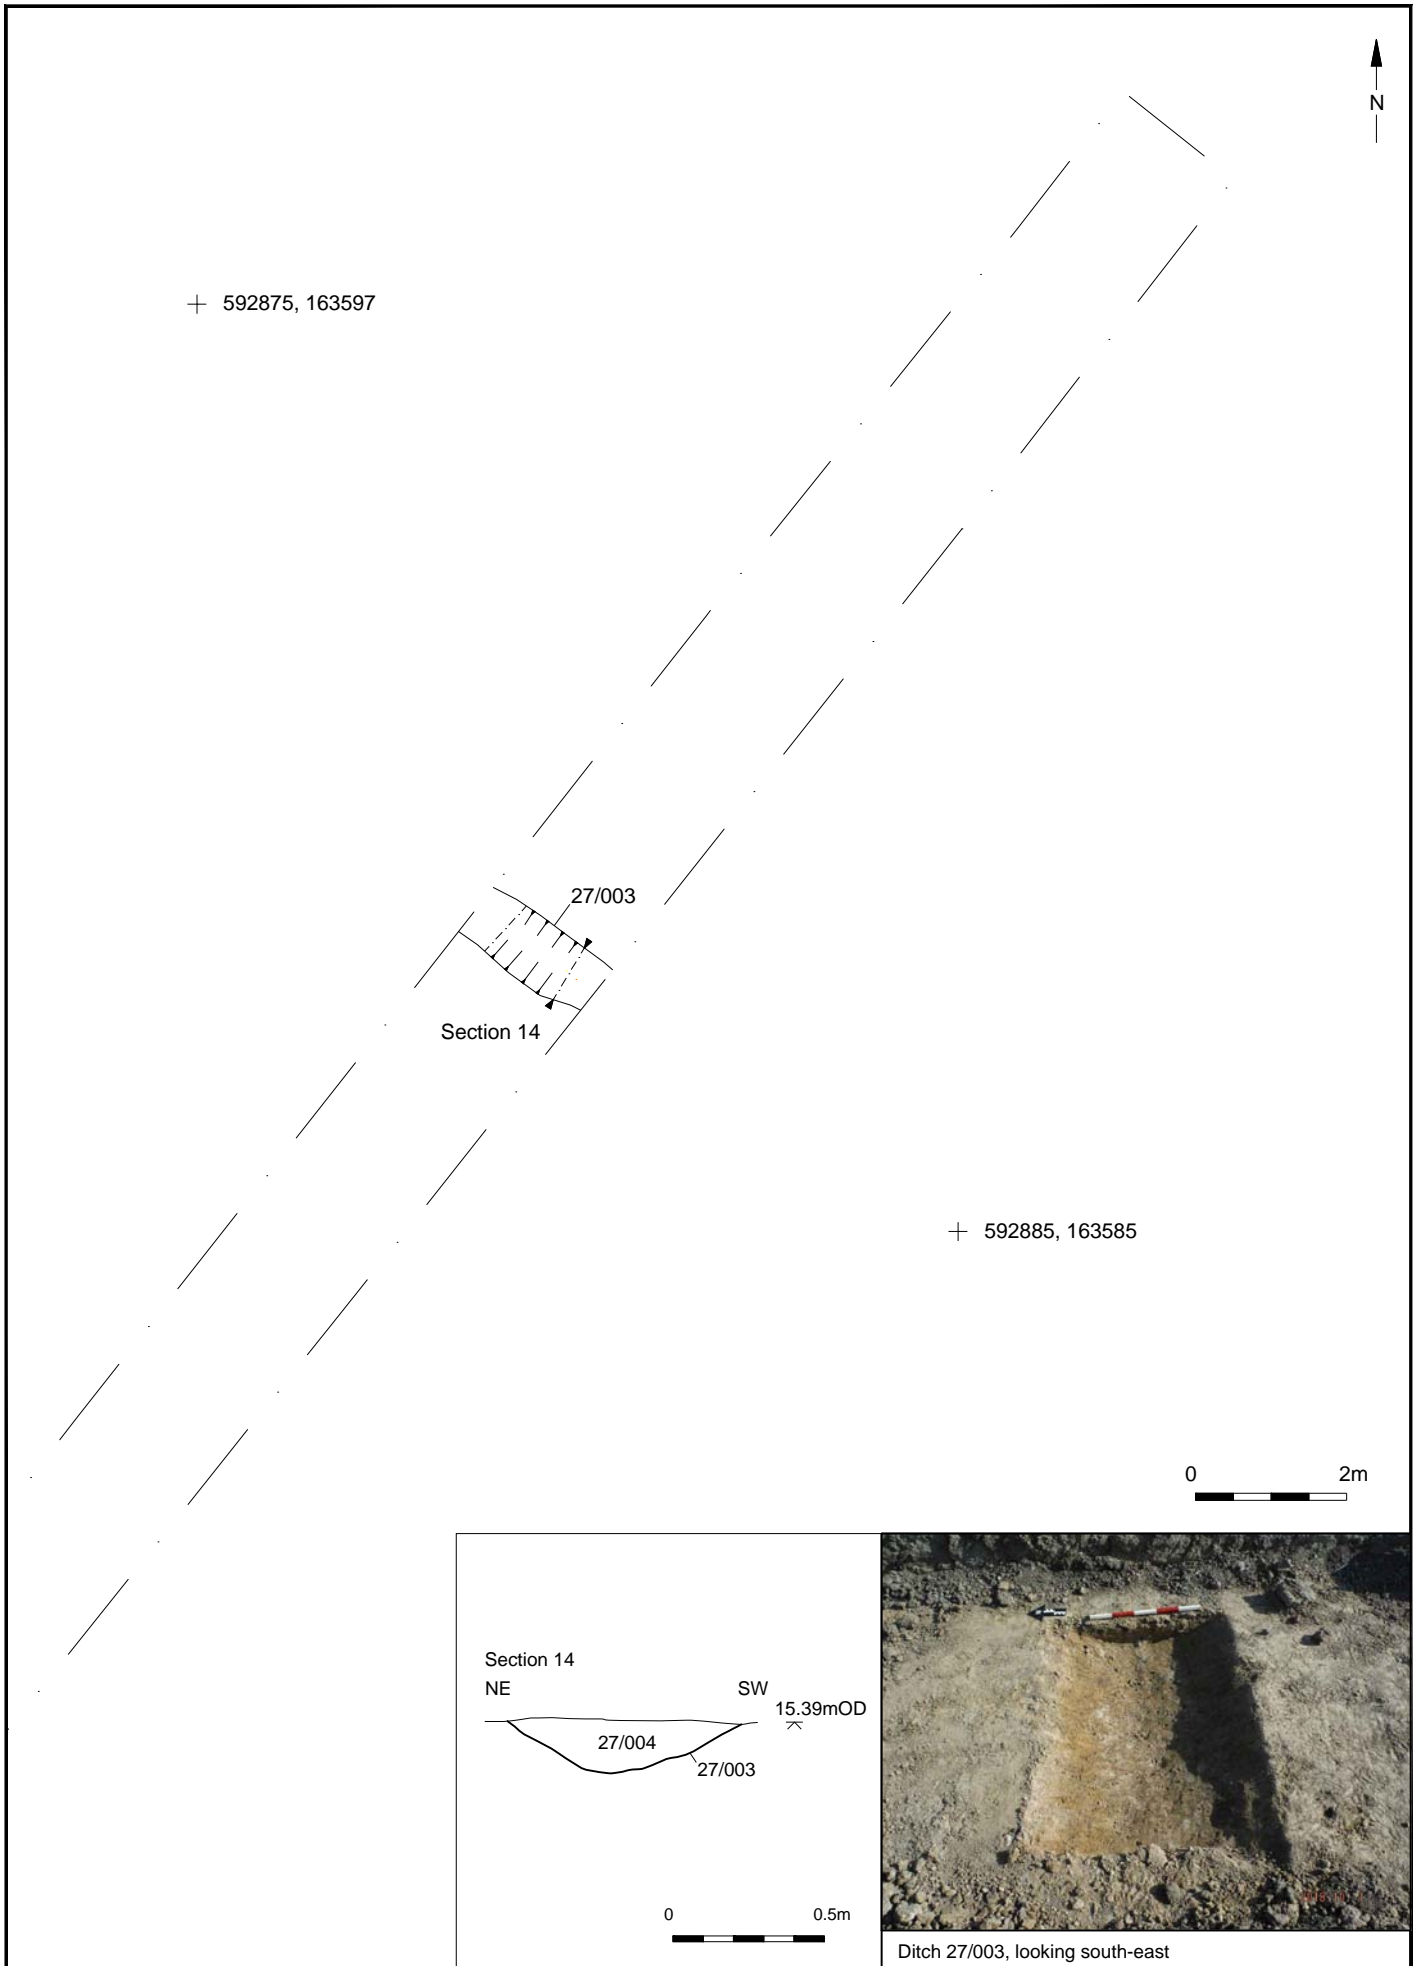 N
592875, 163597
27/003
Section 14
592885, 163585
0 2m
Section 14
NE SW
15.39mOD
27/004
27/003
0 0.5m
Ditch 27/003, looking south-east